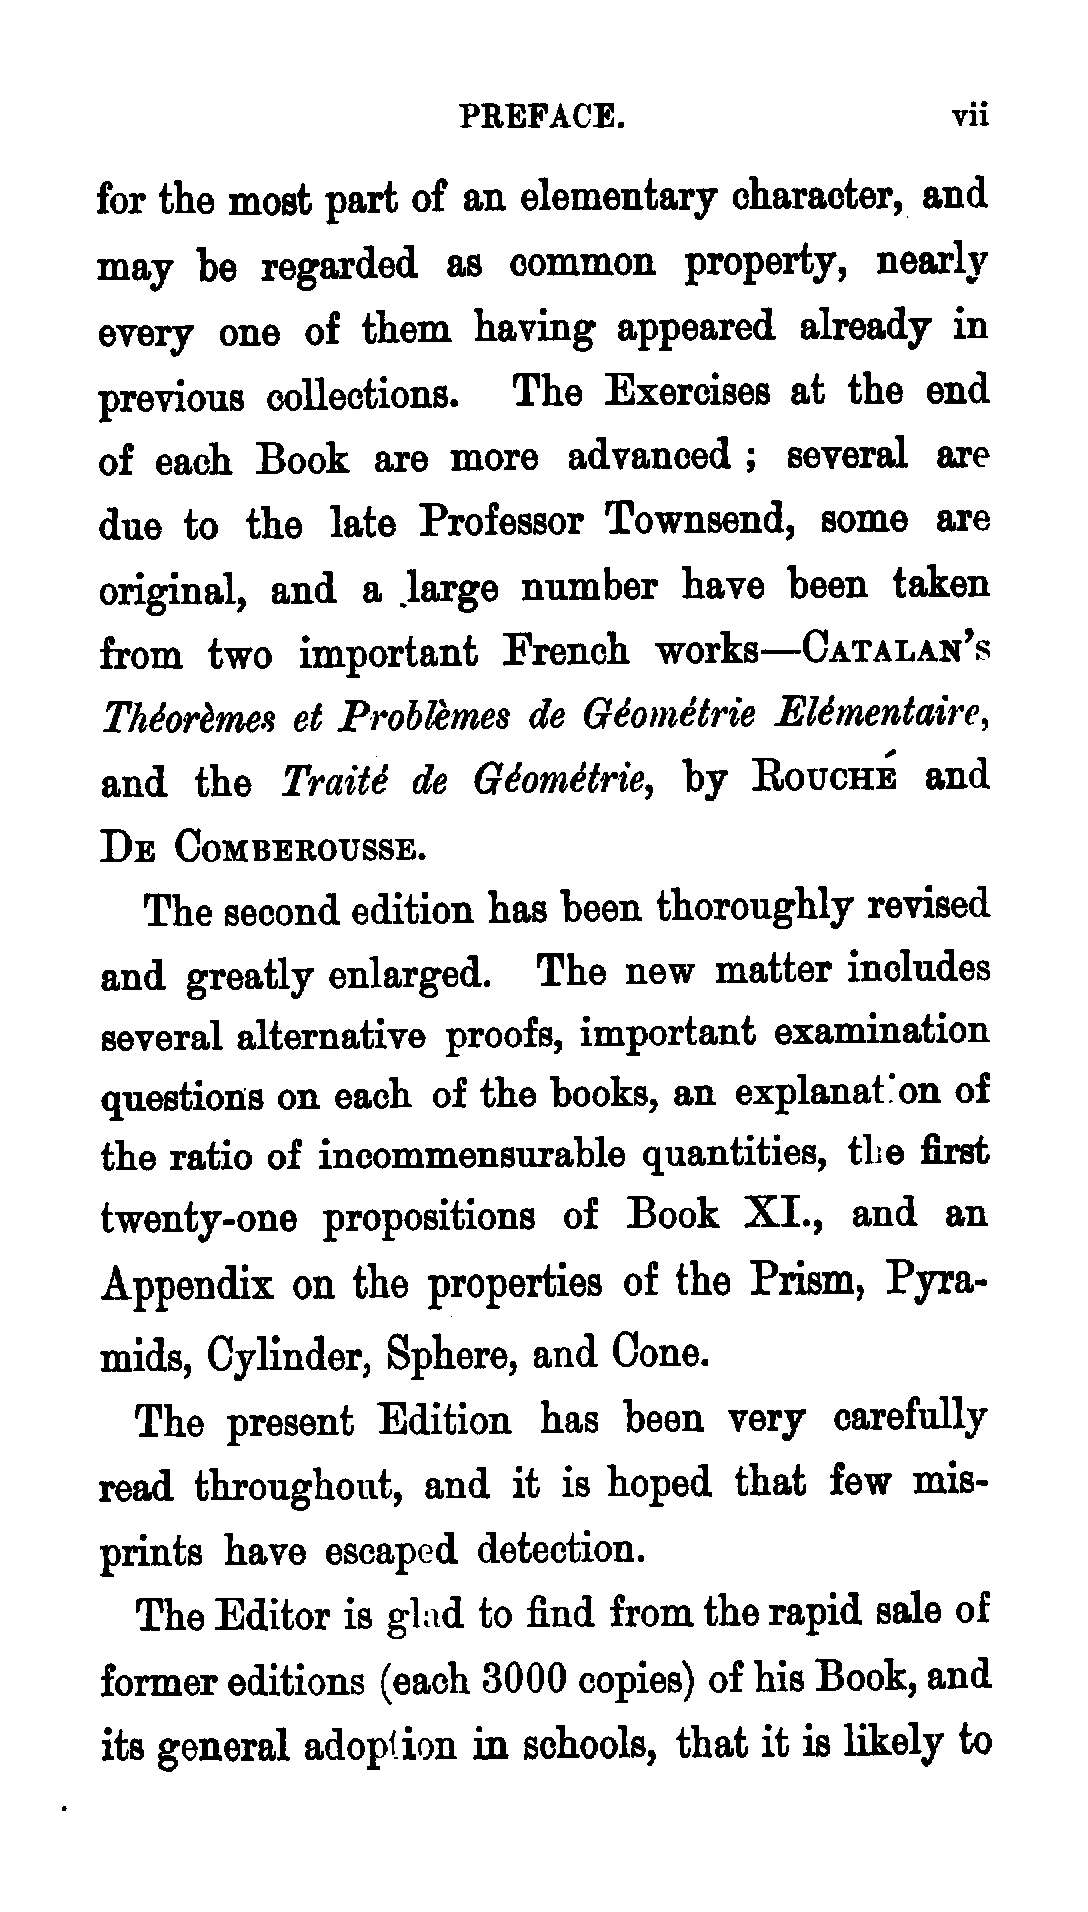 PREFACE. vii
for the most part of an elementary character, and
may be regarded as common property, nearly
every one of them having appeared already in
previous collections. The Exercises at the end
of each Book are more advanced ; several are
due to the late Professor Townsend, some are
original, and a large number have been taken
from two important French works—CATALAN'S
Théorèmes et Problèmes de Géométrie Elémentaire,
and the Traité de Géométrie, by ROUCHÉ and
DE COMBEROUSSE.
The second edition has been thoroughly revised
and greatly enlarged. The new matter includes
several alternative proofs, important examination
questions on each of the books, an explanation of
the ratio of incommensurable quantities, the first
twenty-one propositions of Book XI., and an
Appendix on the properties of the Prism, Pyra-
mids, Cylinder, Sphere, and Cone.
The present Edition has been very carefully
read throughout, and it is hoped that few mis-
prints have escaped detection.
The Editor is glad to find from the rapid sale of
former editions (each 3000 copies) of his Book, and
its general adoption in schools, that it is likely to